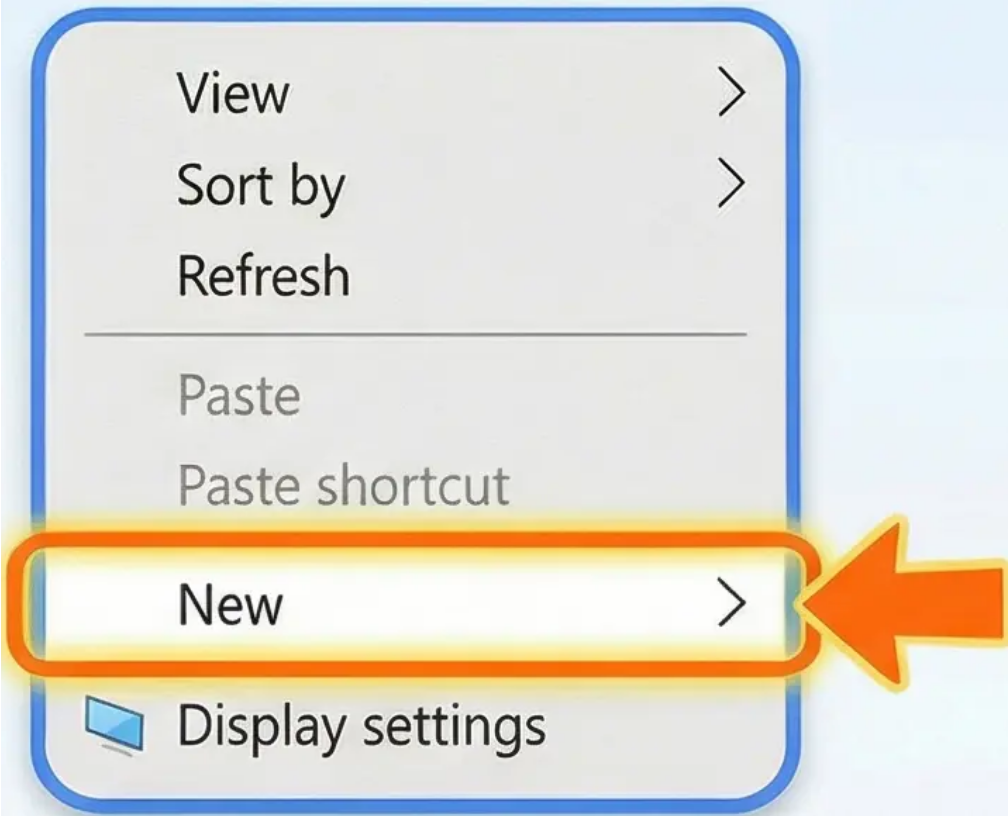 View
Sort by
Refresh
Paste
Paste shortcut
New
Display settings